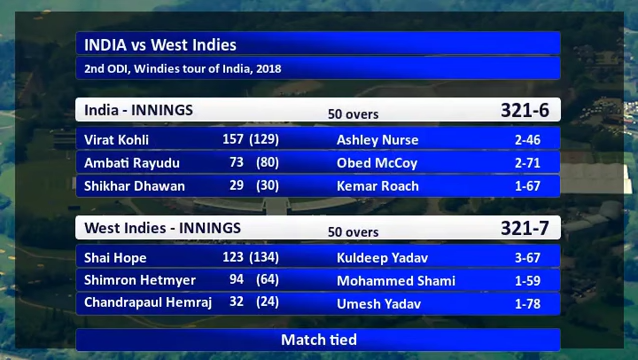 INDIA vs West Indies
2nd ODI, Windies tour of India, 2018
India - INNINGS 50 overs 321-6
Virat Kohli 157 (129) Ashley Nurse 2-46
Ambati Rayudu 73 (80) Obed McCoy 2-71
Shikhar Dhawan 29 (30) Kemar Roach 1-67
West Indies - INNINGS 50 overs 321-7
Shai Hope 123 (134) Kuldeep Yadav 3-67
Shimron Hetmyer 94 (64) Mohammed Shami 1-59
Chandrapaul Hemraj 32 (24) Umesh Yadav 1-78
Match tied